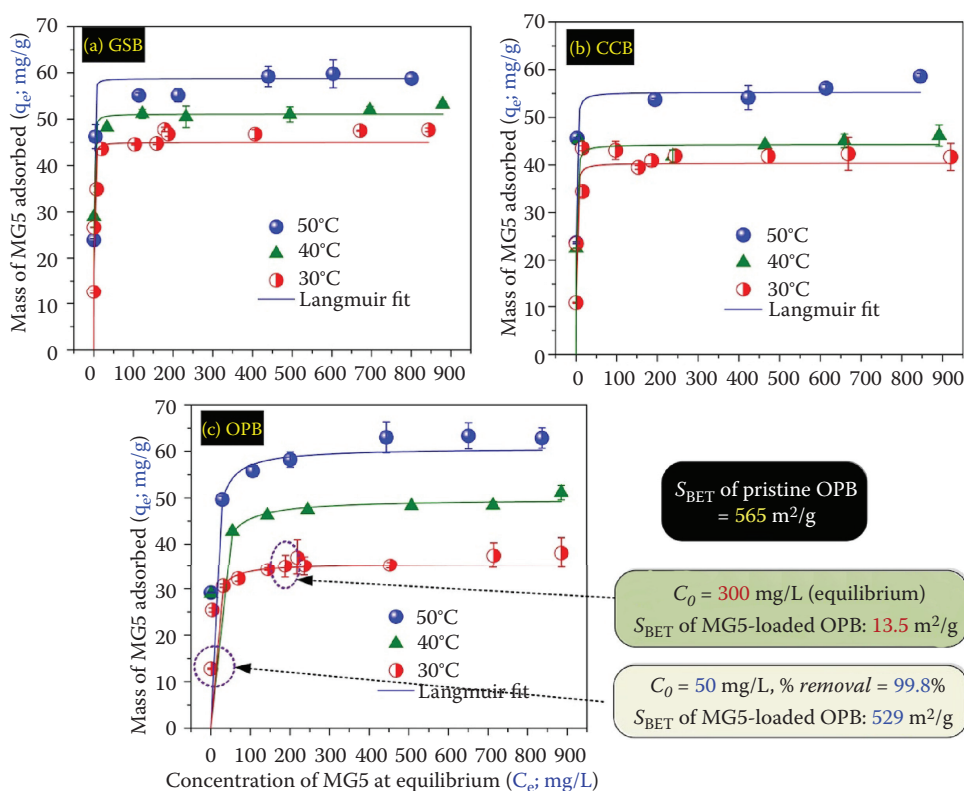 (a) GSB
Mass of MG5 adsorbed (qₑ; mg/g)
70
60
50
40
30
20
10
0
50°C
40°C
30°C
Langmuir fit
0 100 200 300 400 500 600 700 800 900
(b) CCB
Mass of MG5 adsorbed (qₑ; mg/g)
70
60
50
40
30
20
10
0
50°C
40°C
30°C
Langmuir fit
0 100 200 300 400 500 600 700 800 900
(c) OPB
Mass of MG5 adsorbed (qₑ; mg/g)
70
60
50
40
30
20
10
0
50°C
40°C
30°C
Langmuir fit
0 100 200 300 400 500 600 700 800 900
Concentration of MG5 at equilibrium (Cₑ; mg/L)
S_BET of pristine OPB
= 565 m²/g
C₀ = 300 mg/L (equilibrium)
S_BET of MG5-loaded OPB: 13.5 m²/g
C₀ = 50 mg/L, % removal = 99.8%
S_BET of MG5-loaded OPB: 529 m²/g